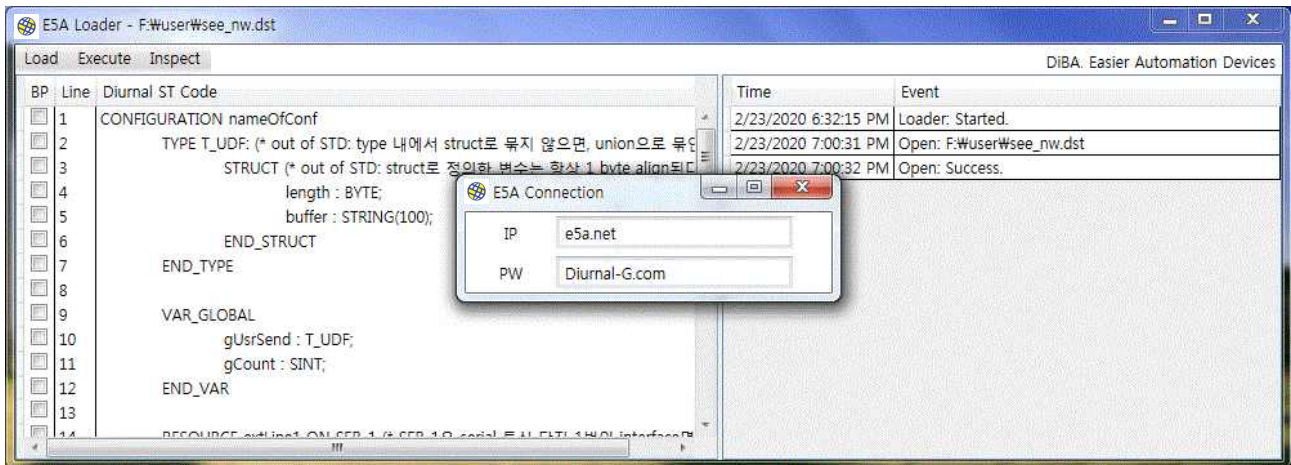 E5A Loader - F:₩user₩see_nw.dst
Load Execute Inspect
DiBA. Easier Automation Devices
BP Line Diurnal ST Code
1 CONFIGURATION nameOfConf
2 TYPE T_UDF: (* out of STD: type 내에서 struct로 묶지 않으면, union으로
3 STRUCT (* out of STD: struct로 정의한 변수는 항상 1 byte
4 length : BYTE;
5 buffer : STRING(100);
6 END_STRUCT
7 END_TYPE
8
9 VAR_GLOBAL
10 gUsrSend : T_UDF;
11 gCount : SINT;
12 END_VAR
13
14 RESOURCE extLine1 ON SER_1
Time Event
2/23/2020 6:32:15 PM Loader: Started.
2/23/2020 7:00:31 PM Open: F:₩user₩see_nw.dst
2/23/2020 7:00:32 PM Open: Success.
E5A Connection
IP e5a.net
PW Diurnal-G.com